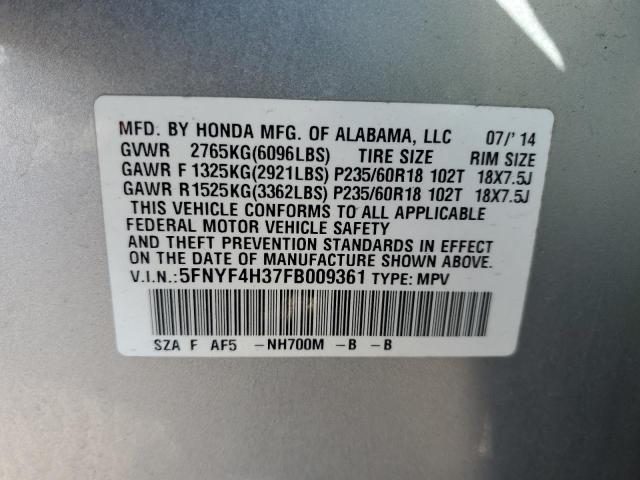 MFD. BY HONDA MFG. OF ALABAMA, LLC 07/'14
GVWR 2765KG(6096LBS) TIRE SIZE RIM SIZE
GAWR F 1325KG(2921LBS) P235/60R18 102T 18X7.5J
GAWR R1525KG(3362LBS) P235/60R18 102T 18X7.5J
THIS VEHICLE CONFORMS TO ALL APPLICABLE
FEDERAL MOTOR VEHICLE SAFETY
AND THEFT PREVENTION STANDARDS IN EFFECT
ON THE DATE OF MANUFACTURE SHOWN ABOVE.
V.I.N.:5FNYF4H37FB009361 TYPE: MPV
SZA F AF5 -NH700M -B -B